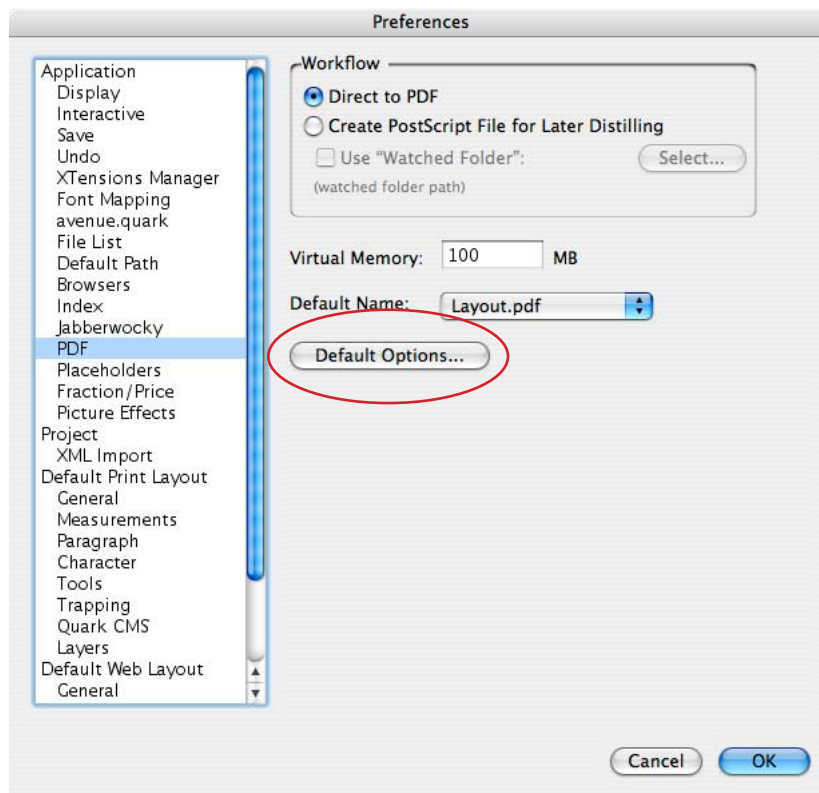 Preferences
Application
Display
Interactive
Save
Undo
XTensions Manager
Font Mapping
avenue.quark
File List
Default Path
Browsers
Index
Jabberwocky
PDF
Placeholders
Fraction/Price
Picture Effects
Project
XML Import
Default Print Layout
General
Measurements
Paragraph
Character
Tools
Trapping
Quark CMS
Layers
Default Web Layout
General
Workflow
Direct to PDF
Create PostScript File for Later Distilling
Use “Watched Folder”: Select...
(watched folder path)
Virtual Memory: 100 MB
Default Name: Layout.pdf
Default Options...
Cancel OK